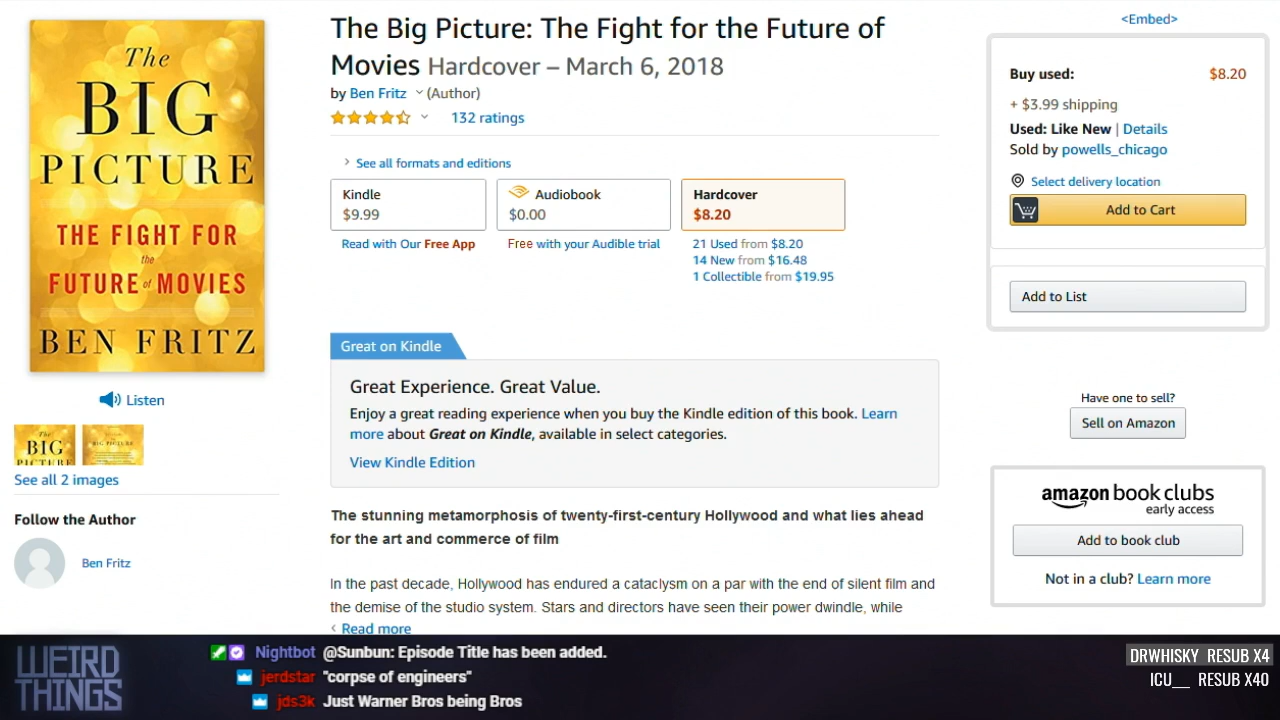 The
BIG
PICTURE
THE FIGHT FOR
the
FUTURE of MOVIES
BEN FRITZ
Listen
The
BIG
PICTURE
BIG PICTURE
See all 2 images
Follow the Author
Ben Fritz
The Big Picture: The Fight for the Future of
Movies Hardcover – March 6, 2018
by Ben Fritz (Author)
132 ratings
See all formats and editions
Kindle
$9.99
Read with Our Free App
Audiobook
$0.00
Free with your Audible trial
Hardcover
$8.20
21 Used from $8.20
14 New from $16.48
1 Collectible from $19.95
Great on Kindle
Great Experience. Great Value.
Enjoy a great reading experience when you buy the Kindle edition of this book. Learn
more about Great on Kindle, available in select categories.
View Kindle Edition
The stunning metamorphosis of twenty-first-century Hollywood and what lies ahead
for the art and commerce of film
In the past decade, Hollywood has endured a cataclysm on a par with the end of silent film and
the demise of the studio system. Stars and directors have seen their power dwindle, while
Read more
<Embed>
Buy used: $8.20
+ $3.99 shipping
Used: Like New | Details
Sold by powells_chicago
Select delivery location
Add to Cart
Add to List
Have one to sell?
Sell on Amazon
amazon book clubs
early access
Add to book club
Not in a club? Learn more
WEIRD
THINGS
Nightbot @Sunbun: Episode Title has been added.
jerdstar "corpse of engineers"
jds3k Just Warner Bros being Bros
DRWHISKY RESUB X4
ICU__ RESUB X40